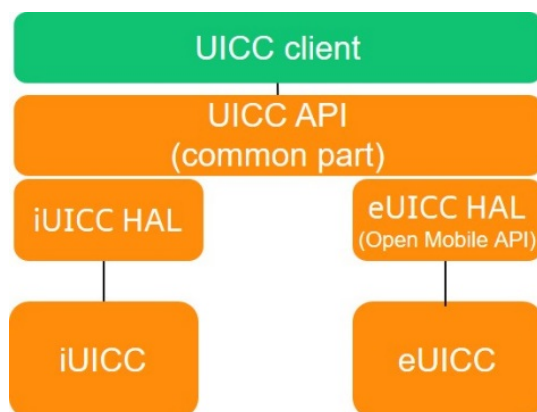 UICC client
UICC API
(common part)
iUICC HAL
eUICC HAL
(Open Mobile API)
iUICC
eUICC